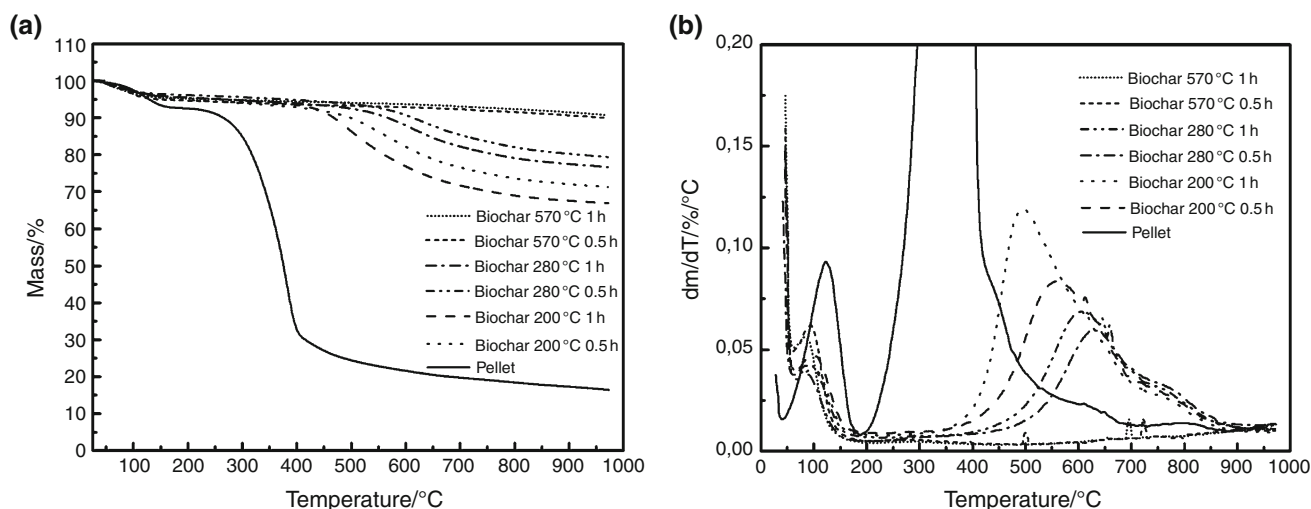 (a)
110
100
90
80
70
60
50
40
30
20
10
0
Mass/%
100 200 300 400 500 600 700 800 900 1000
Temperature/°C
Biochar 570 °C 1 h
Biochar 570 °C 0.5 h
Biochar 280 °C 1 h
Biochar 280 °C 0.5 h
Biochar 200 °C 1 h
Biochar 200 °C 0.5 h
Pellet
(b)
0,20
0,15
0,10
0,05
0,00
dm/dT/%/°C
0 100 200 300 400 500 600 700 800 900 1000
Temperature/°C
Biochar 570 °C 1 h
Biochar 570 °C 0.5 h
Biochar 280 °C 1 h
Biochar 280 °C 0.5 h
Biochar 200 °C 1 h
Biochar 200 °C 0.5 h
Pellet